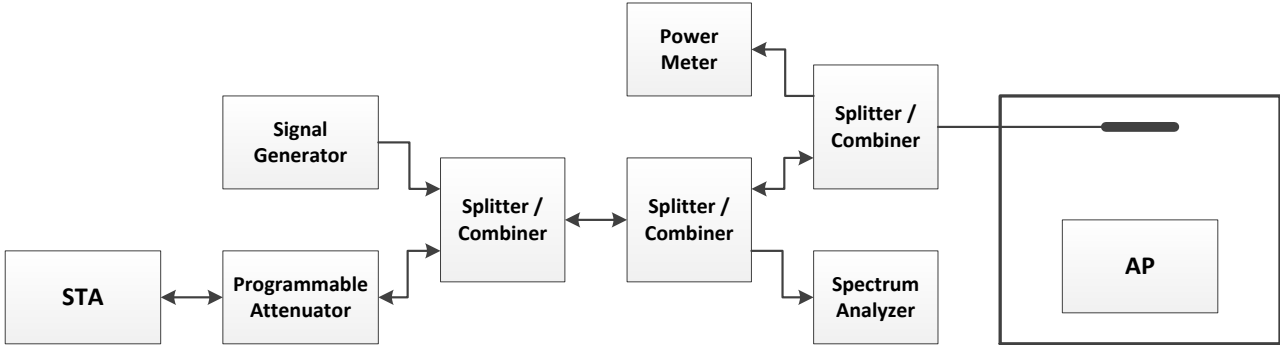 Power
Meter
Splitter /
Combiner
Signal
Generator
Splitter /
Combiner
Splitter /
Combiner
STA
Programmable
Attenuator
Spectrum
Analyzer
AP